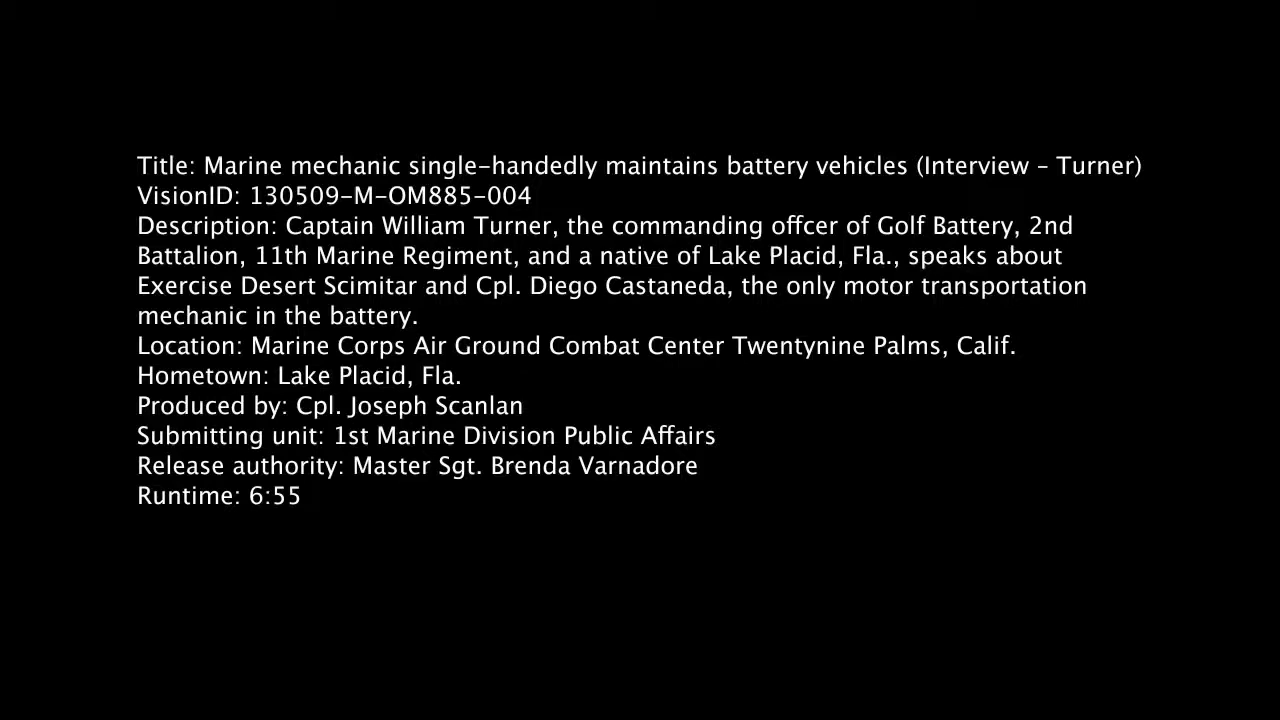 Title: Marine mechanic single-handedly maintains battery vehicles (Interview – Turner)
VisionID: 130509-M-OM885-004
Description: Captain William Turner, the commanding offcer of Golf Battery, 2nd
Battalion, 11th Marine Regiment, and a native of Lake Placid, Fla., speaks about
Exercise Desert Scimitar and Cpl. Diego Castaneda, the only motor transportation
mechanic in the battery.
Location: Marine Corps Air Ground Combat Center Twentynine Palms, Calif.
Hometown: Lake Placid, Fla.
Produced by: Cpl. Joseph Scanlan
Submitting unit: 1st Marine Division Public Affairs
Release authority: Master Sgt. Brenda Varnadore
Runtime: 6:55